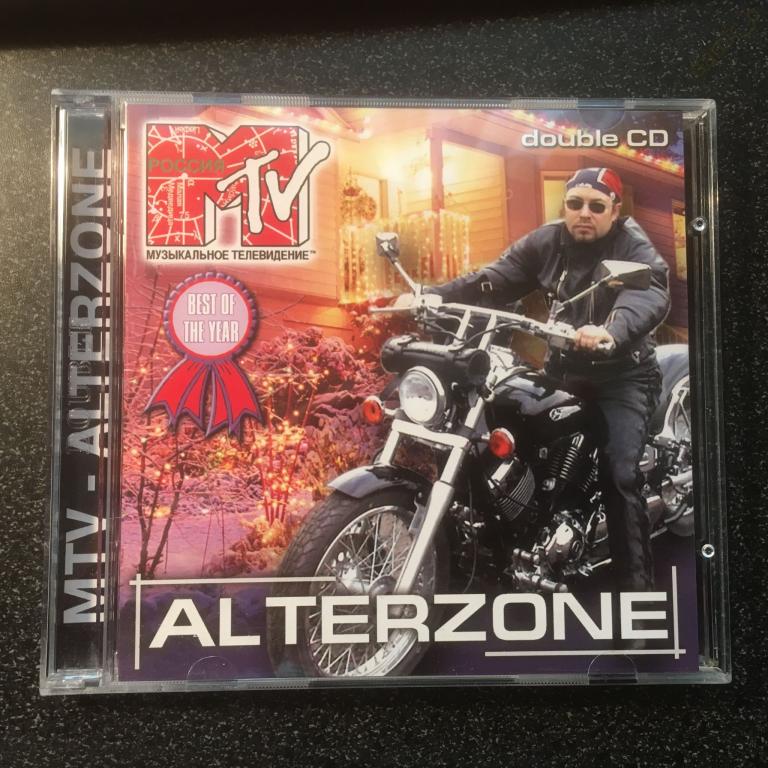 MTV - ALTERZONE
РОССИЯ
MTV
МУЗЫКАЛЬНОЕ ТЕЛЕВИДЕНИЕ™
double CD
BEST OF
THE YEAR
ALTERZONE